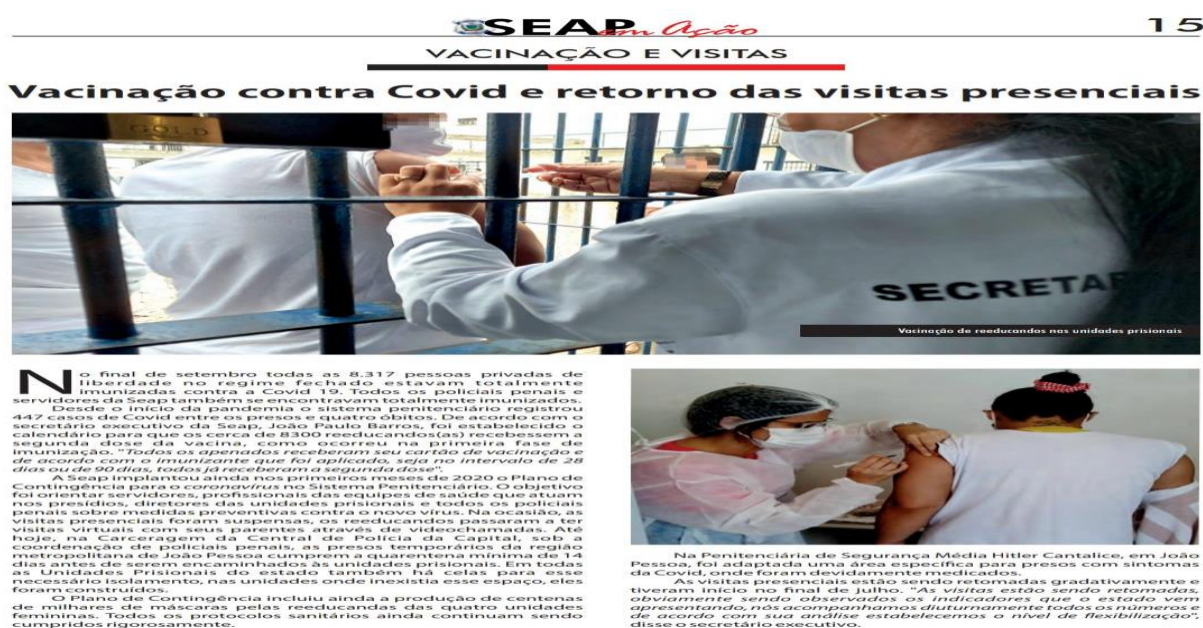 SEAP em Ação
15
VACINAÇÃO E VISITAS
Vacinação contra Covid e retorno das visitas presenciais
GOLD
SECRETAR
Vacinação de reeducandos nas unidades prisionais
No final de setembro todas as 8.317 pessoas privadas de
liberdade no regime fechado estavam totalmente
imunizadas contra a Covid 19. Todos os policiais penais e
servidores da Seap também se encontravam totalmente imunizados.
Desde o início da pandemia o sistema penitenciário registrou
447 casos de Covid entre os presos e quatro óbitos. De acordo com o
secretário executivo da Seap, João Paulo Barros, foi estabelecido o
calendário para que os cerca de 8300 reeducandos(as) recebessem a
segunda dose da vacina, como ocorreu na primeira fase de
imunização. "Todos os apenados receberam seu cartão de vacinação e
de acordo com o imunizante que foi aplicado, seja no intervalo de 28
dias ou de 90 dias, todos já receberam a segunda dose".
A Seap implantou ainda nos primeiros meses de 2020 o Plano de
Contingência para o coronavírus no Sistema Penitenciário. O objetivo
foi orientar servidores, profissionais das equipes de saúde que atuam
nos presídios, diretores das unidades prisionais e todos os policiais
penais sobre medidas preventivas contra o novo vírus. Na ocasião, as
visitas presenciais foram suspensas, os reeducandos passaram a ter
visitas virtuais com seus parentes através de videochamadas. Até
hoje, na Carceragem da Central de Polícia da Capital, sob a
coordenação de policiais penais, as presos temporários da região
metropolitana de João Pessoa cumprem a quarentena mínima de 14
dias antes de serem encaminhados às unidades prisionais. Em todas
as Unidades Prisionais do estado também há celas para esse
necessário isolamento, nas unidades onde inexistia esse espaço, eles
foram construídos.
O Plano de Contingência incluiu ainda a produção de centenas
de milhares de máscaras pelas reeducandas das quatro unidades
femininas. Todos os protocolos sanitários ainda continuam sendo
cumpridos rigorosamente.
Na Penitenciária de Segurança Média Hitler Cantalice, em João
Pessoa, foi adaptada uma área específica para presos com sintomas
da Covid, onde foram devidamente medicados.
As visitas presenciais estão sendo retomadas gradativamente e
tiveram início no final de julho. "As visitas estão sendo retomadas,
obviamente sendo observados os indicadores que o estado vem
apresentando, nós acompanhamos diuturnamente todos os números e
de acordo com sua análise estabelecemos o nível de flexibilização",
disse o secretário executivo.